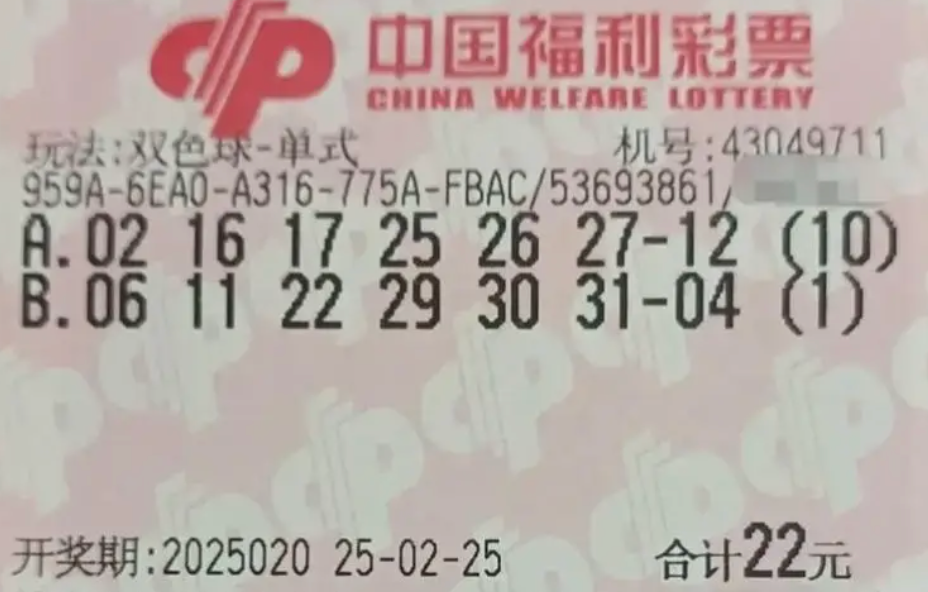 中国福利彩票
CHINA WELFARE LOTTERY
玩法:双色球-单式 机号:43049711
959A-6EA0-A316-775A-FBAC/53693861/
A.02 16 17 25 26 27-12 (10)
B.06 11 22 29 30 31-04 (1)
开奖期:2025020 25-02-25 合计22元